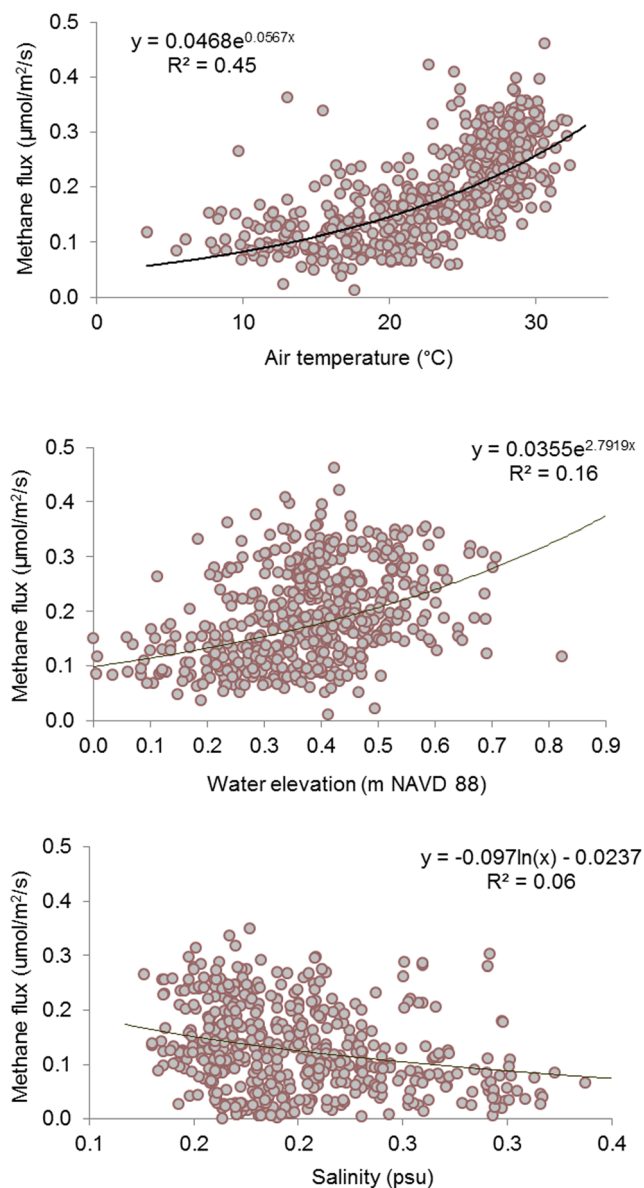 y = 0.0468e^0.0567x
R² = 0.45
Methane flux (µmol/m²/s)
0.5
0.4
0.3
0.2
0.1
0.0
0 10 20 30
Air temperature (°C)
y = 0.0355e^2.7919x
R² = 0.16
Methane flux (µmol/m²/s)
0.5
0.4
0.3
0.2
0.1
0.0
0.0 0.1 0.2 0.3 0.4 0.5 0.6 0.7 0.8 0.9
Water elevation (m NAVD 88)
y = -0.097ln(x) - 0.0237
R² = 0.06
Methane flux (umol/m²/s)
0.5
0.4
0.3
0.2
0.1
0.0
0.1 0.2 0.2 0.3 0.3 0.4
Salinity (psu)